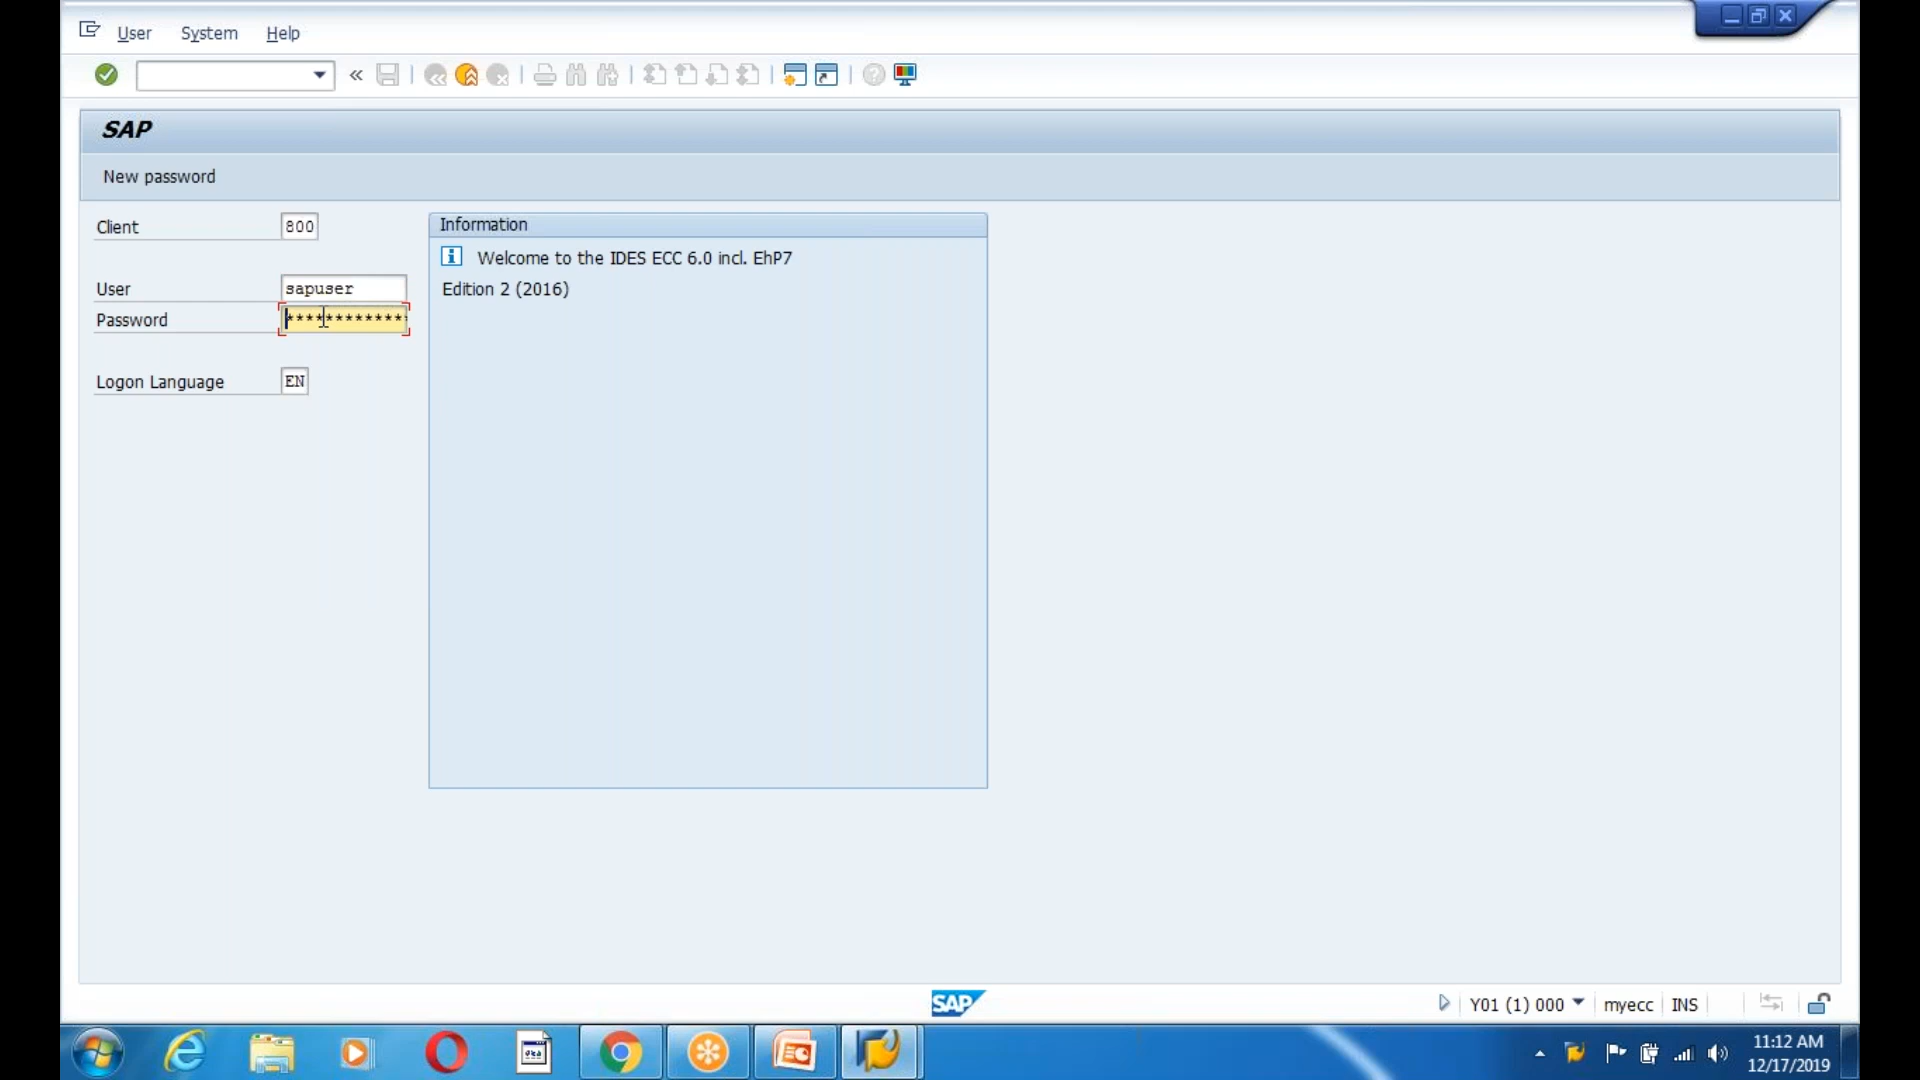 User System Help
SAP
New password
Client 800
Information
Welcome to the IDES ECC 6.0 incl. EhP7
Edition 2 (2016)
User sapuser
Password *************
Logon Language EN
SAP
Y01 (1) 000 myecc INS
11:12 AM
12/17/2019